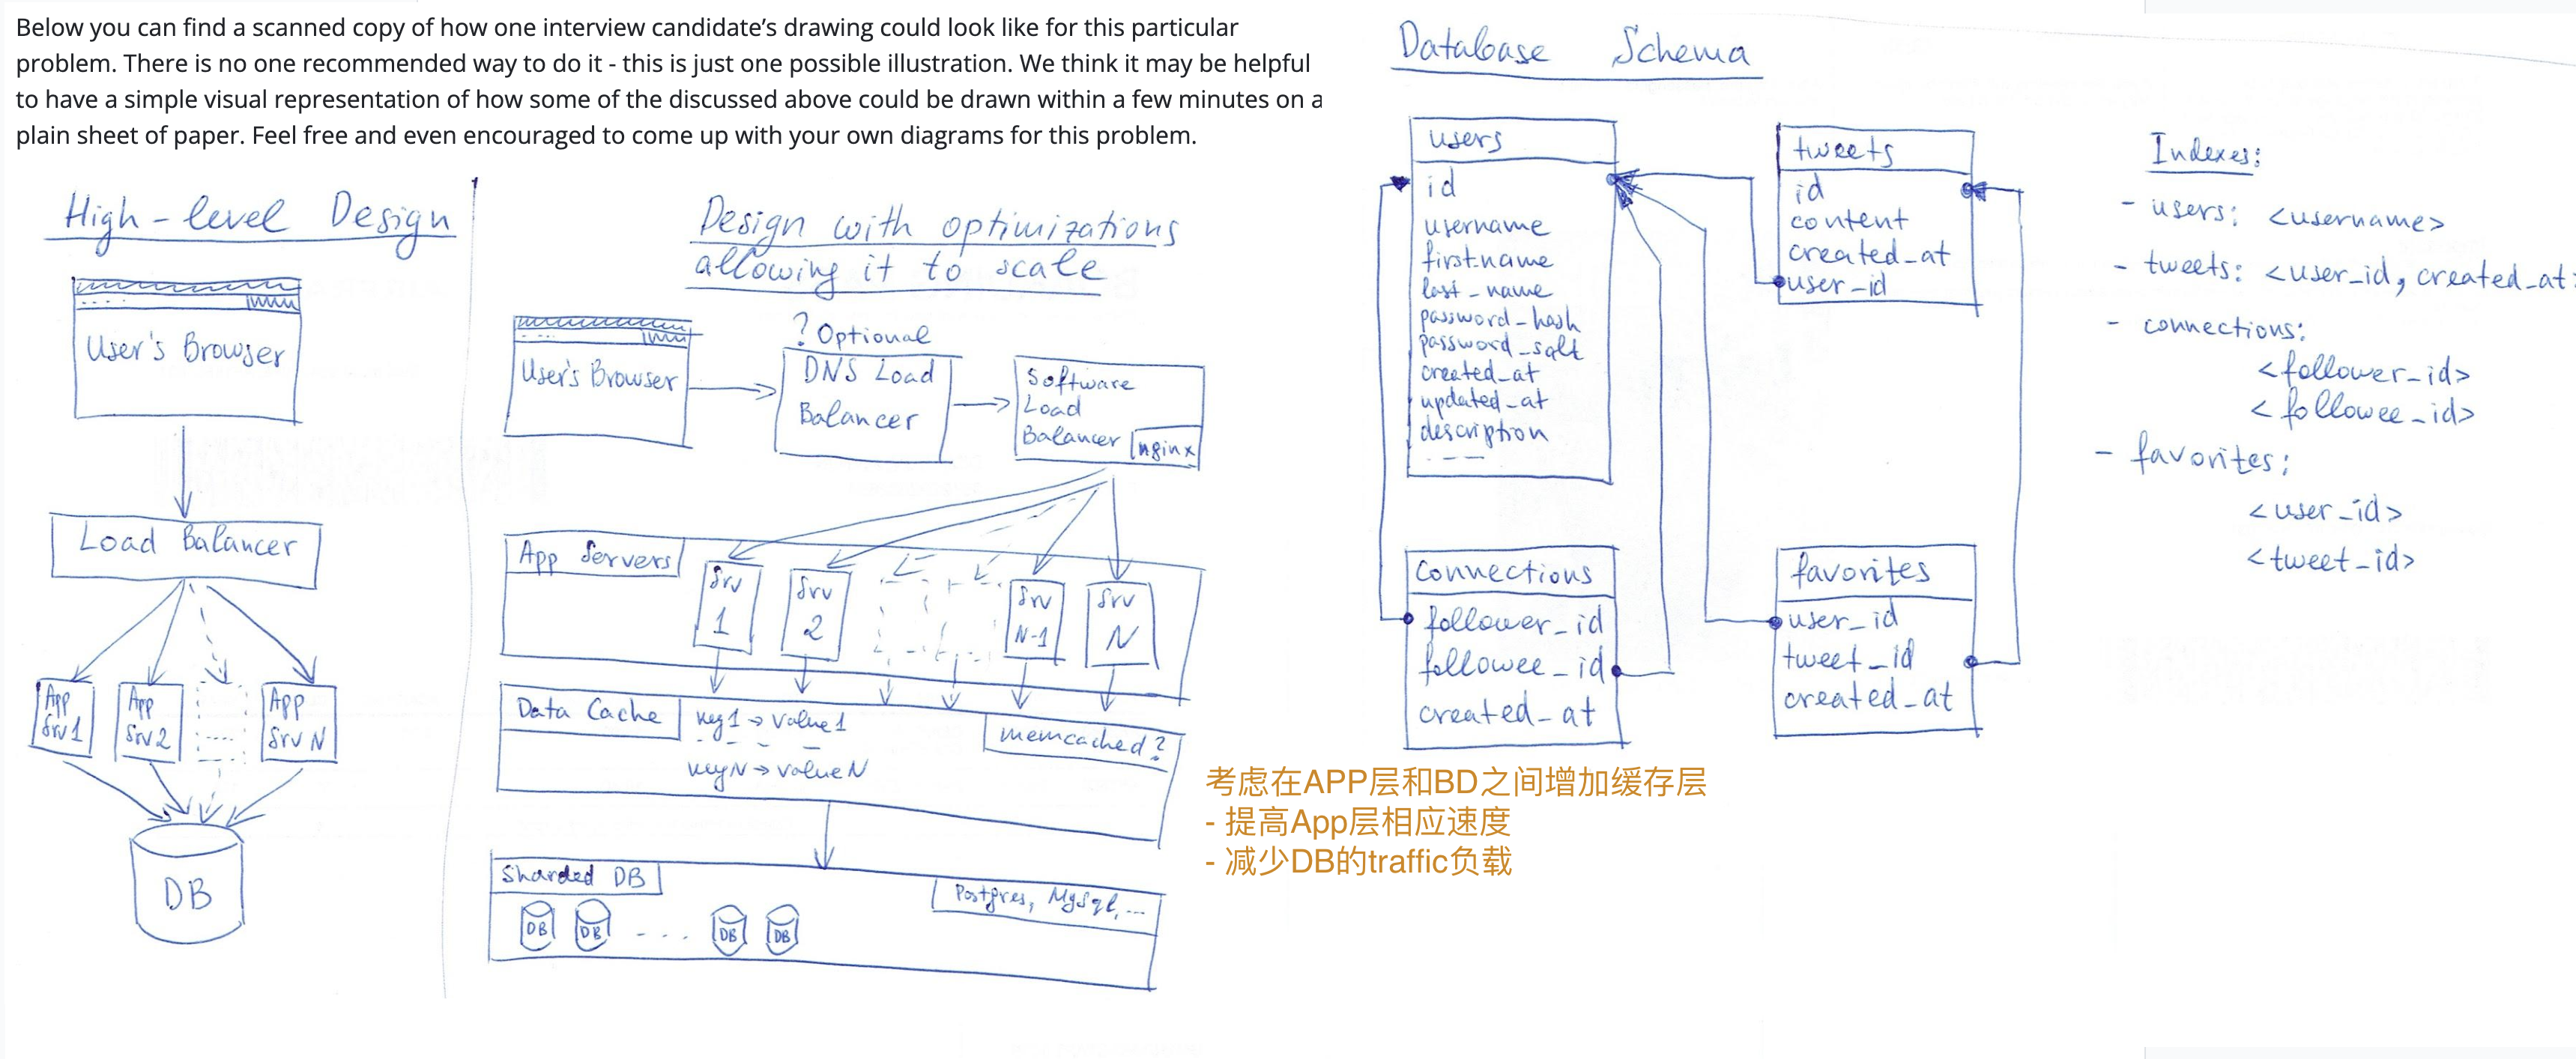 Below you can find a scanned copy of how one interview candidate’s drawing could look like for this particular
problem. There is no one recommended way to do it - this is just one possible illustration. We think it may be helpful
to have a simple visual representation of how some of the discussed above could be drawn within a few minutes on a
plain sheet of paper. Feel free and even encouraged to come up with your own diagrams for this problem.
High-level Design
User's Browser
Load Balancer
App
Srv 1
App
Srv 2
....
App
Srv N
DB
Design with optimizations
allowing it to scale
User's Browser
? Optional
DNS Load
Balancer
Software
Load
Balancer
nginx
App Servers
Srv
1
Srv
2
Srv
N-1
Srv
N
Data Cache
key1 → value1
keyN → valueN
memcached?
Sharded DB
Postgres, MySql, ...
DB
DB
. . . .
DB
DB
Database Schema
users
id
username
first_name
last_name
password_hash
password_salt
created_at
updated_at
description
tweets
id
content
created_at
user_id
connections
follower_id
followee_id
created_at
favorites
user_id
tweet_id
created_at
Indexes:
- users: <username>
- tweets: <user_id, created_at>
- connections:
<follower_id>
<followee_id>
- favorites:
<user_id>
<tweet_id>
考虑在APP层和BD之间增加缓存层
- 提高App层相应速度
- 减少DB的traffic负载